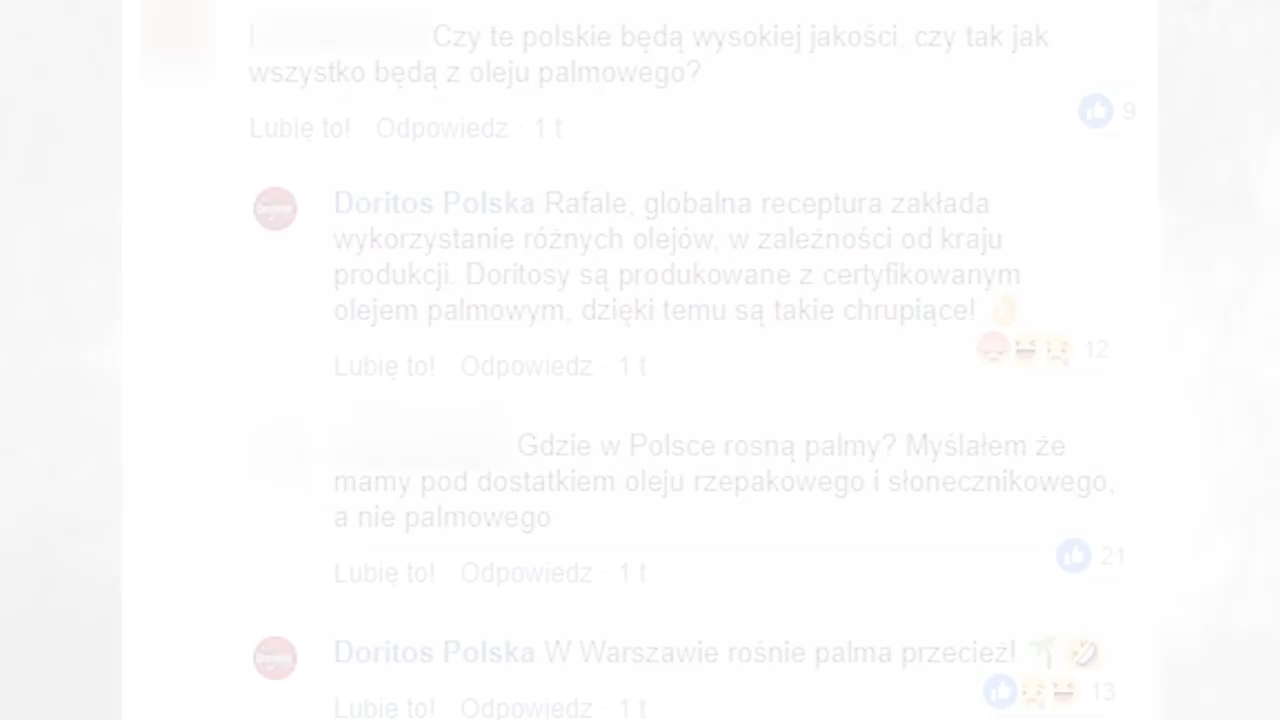 Czy te polskie będą wysokiej jakości, czy tak jak
wszystko będą z oleju palmowego?
9
Lubię to! · Odpowiedz · 1 t
Doritos Polska Rafale, globalna receptura zakłada
wykorzystanie różnych olejów, w zależności od kraju
produkcji. Doritosy są produkowane z certyfikowanym
olejem palmowym, dzięki temu są takie chrupiące! 👌
12
Lubię to! · Odpowiedz · 1 t
Gdzie w Polsce rosną palmy? Myślałem że
mamy pod dostatkiem oleju rzepakowego i słonecznikowego,
a nie palmowego
21
Lubię to! · Odpowiedz · 1 t
Doritos Polska W Warszawie rośnie palma przecież! 🌴🤣
13
Lubię to! · Odpowiedz · 1 t